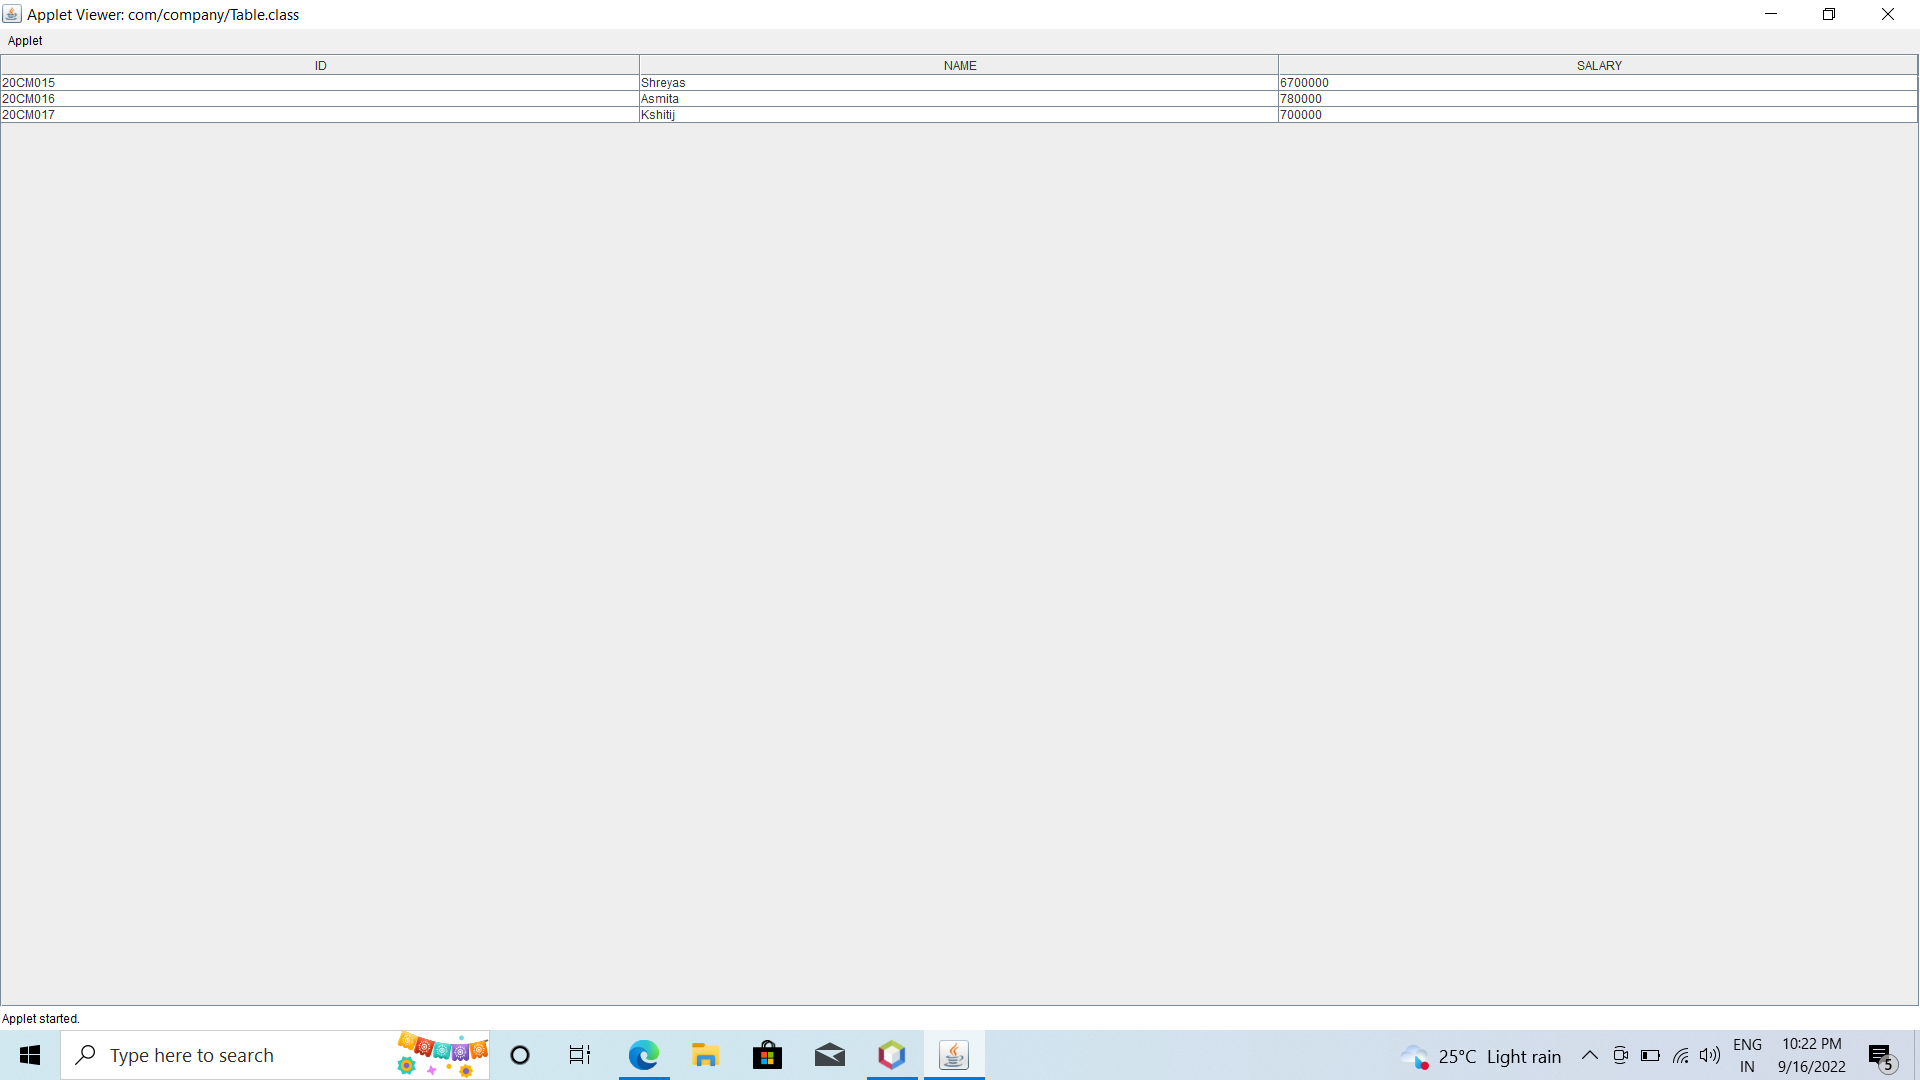 Applet Viewer: com/company/Table.class
Applet
ID NAME SALARY
20CM015 Shreyas 6700000
20CM016 Asmita 780000
20CM017 Kshitij 700000
Applet started.
Type here to search
25°C Light rain
ENG
IN
10:22 PM
9/16/2022
5